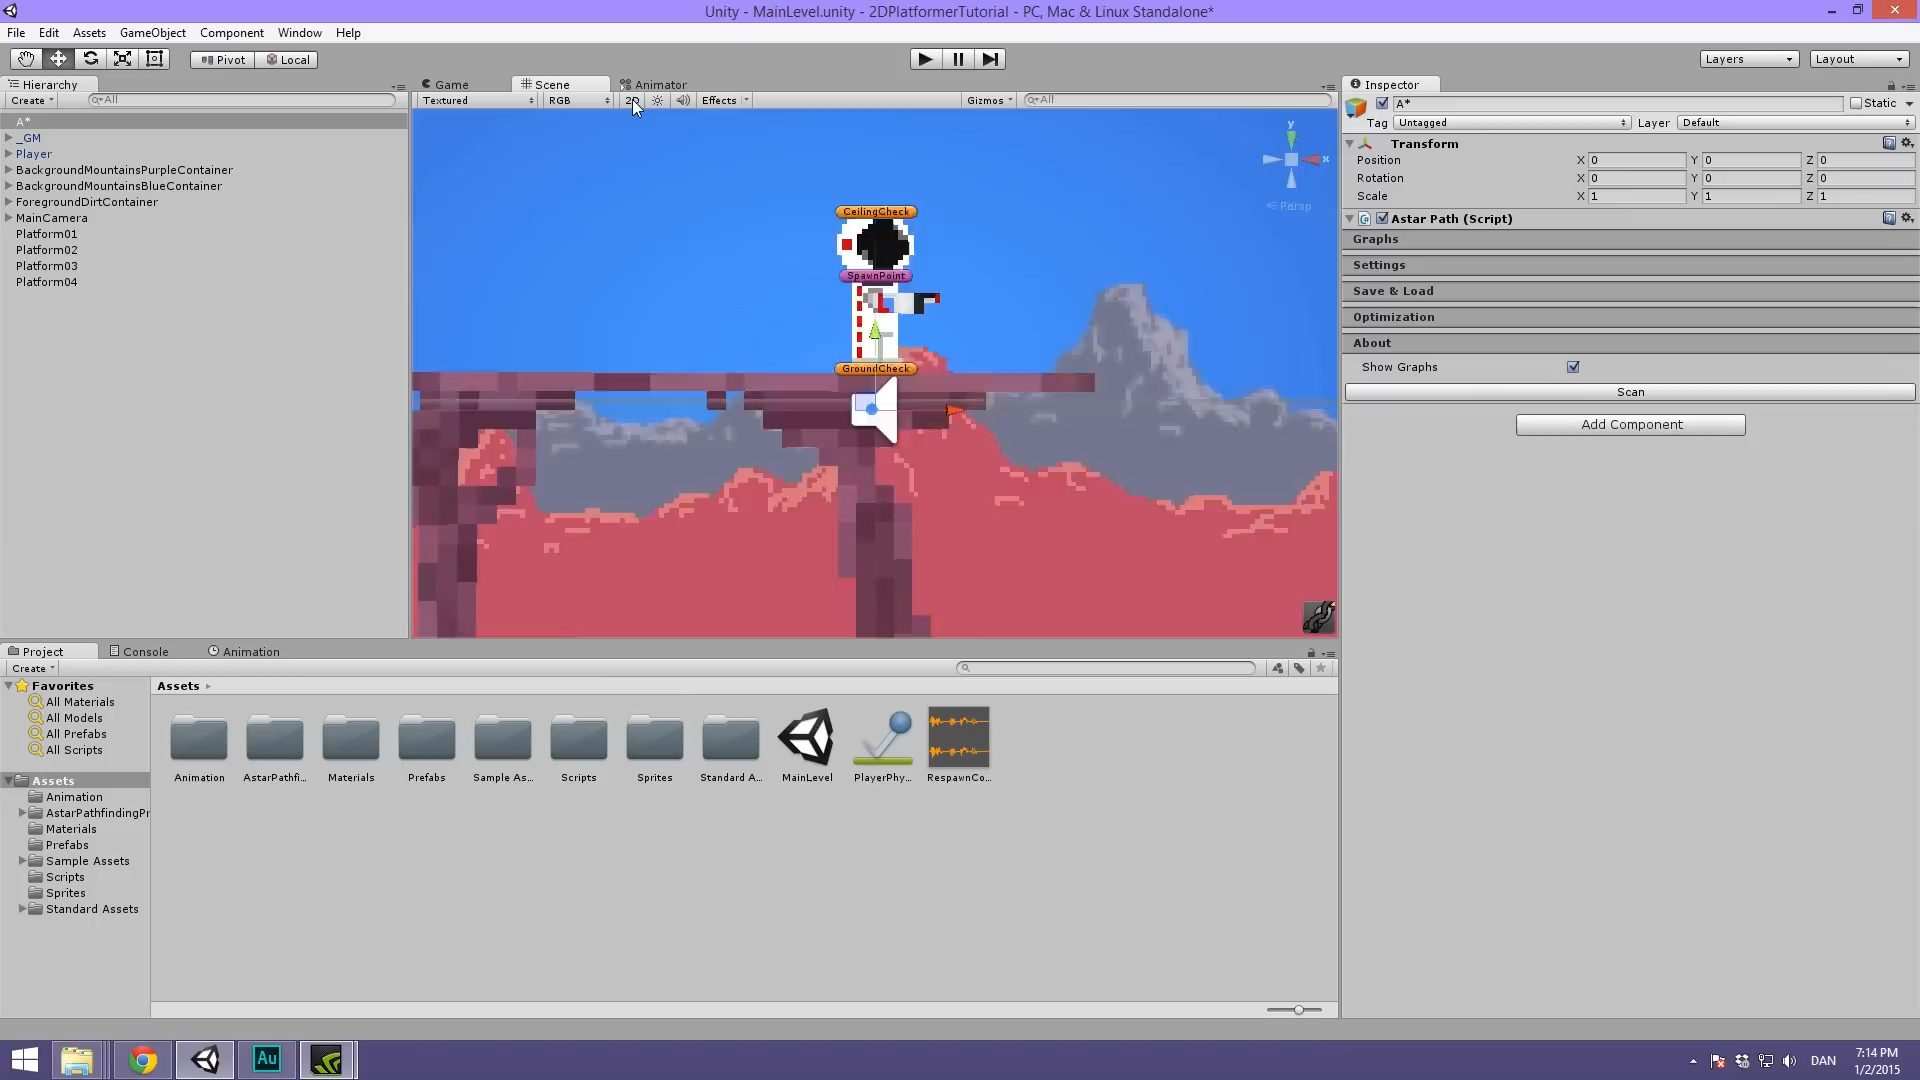 Unity - MainLevel.unity - 2DPlatformerTutorial - PC, Mac & Linux Standalone*
File Edit Assets GameObject Component Window Help
Pivot Local Layers Layout
Hierarchy Game Scene Animator Inspector
Create All Textured RGB 2D Effects Gizmos All
A* Static
Tag Untagged Layer Default
A*
_GM
Player
BackgroundMountainsPurpleContainer
BackgroundMountainsBlueContainer
ForegroundDirtContainer
MainCamera
Platform01
Platform02
Platform03
Platform04
y
x
Persp
CeilingCheck
SpawnPoint
GroundCheck
Transform
Position X 0 Y 0 Z 0
Rotation X 0 Y 0 Z 0
Scale X 1 Y 1 Z 1
Astar Path (Script)
Graphs
Settings
Save & Load
Optimization
About
Show Graphs
Scan
Add Component
Project Console Animation
Create
Favorites
All Materials
All Models
All Prefabs
All Scripts
Assets
Animation
AstarPathfindingPr
Materials
Prefabs
Sample Assets
Scripts
Sprites
Standard Assets
Assets
Animation AstarPathfi... Materials Prefabs Sample As... Scripts Sprites Standard A... MainLevel PlayerPhy... RespawnCo...
Au
DAN
7:14 PM
1/2/2015